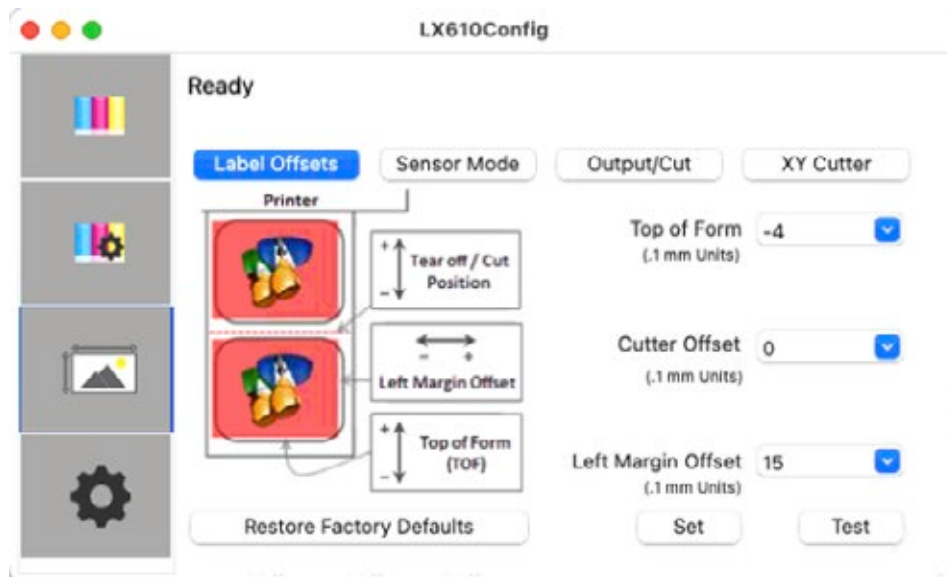 LX610Config
Ready
Label Offsets
Sensor Mode
Output/Cut
XY Cutter
Printer
+
Tear off / Cut
Position
-
- +
Left Margin Offset
+
Top of Form
(TOF)
-
Top of Form
-4
(.1 mm Units)
Cutter Offset
0
(.1 mm Units)
Left Margin Offset
15
(.1 mm Units)
Restore Factory Defaults
Set
Test